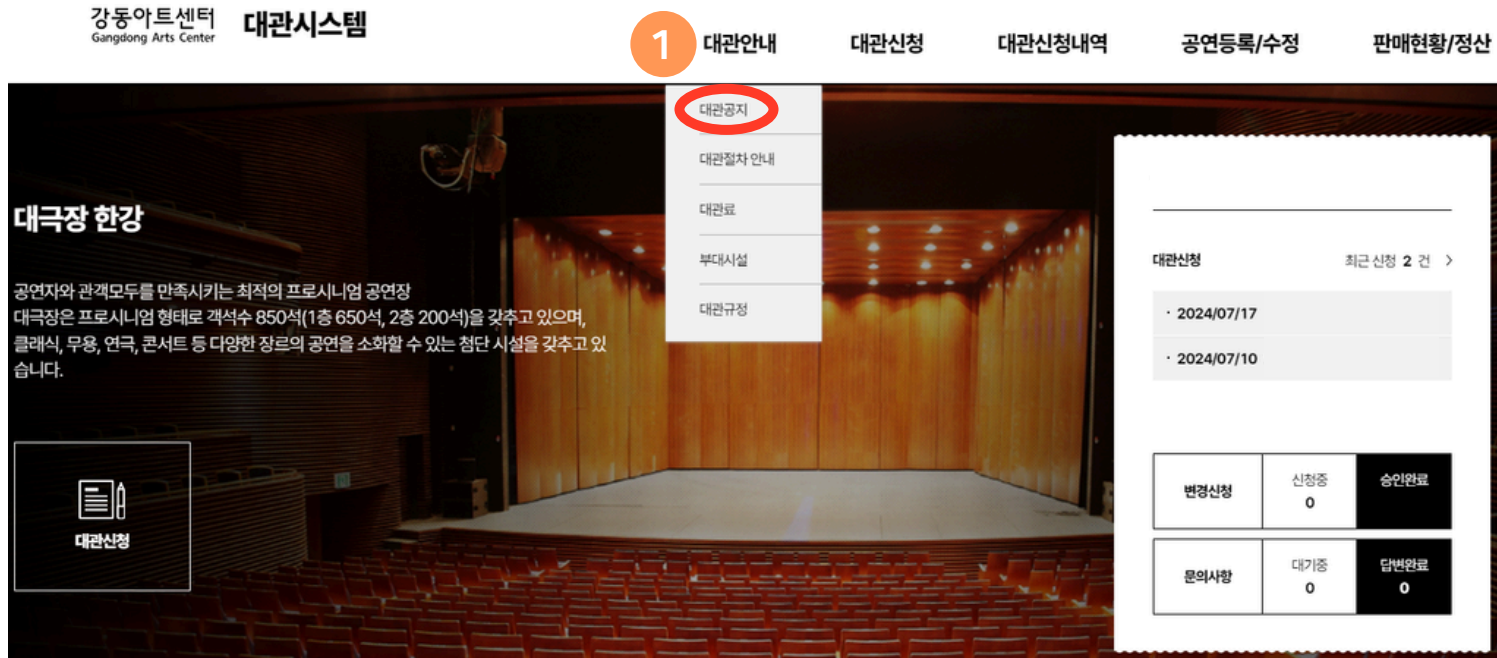 강동아트센터
Gangdong Arts Center
대관시스템
1
대관안내
대관신청
대관신청내역
공연등록/수정
판매현황/정산
대관공지
대관절차 안내
대관료
부대시설
대관규정
대극장 한강
공연자와 관객모두를 만족시키는 최적의 프로시니엄 공연장
대극장은 프로시니엄 형태로 객석수 850석(1층 650석, 2층 200석)을 갖추고 있으며,
클래식, 무용, 연극, 콘서트 등 다양한 장르의 공연을 소화할 수 있는 첨단 시설을 갖추고 있
습니다.
대관신청
대관신청
최근 신청 2 건 >
· 2024/07/17
· 2024/07/10
변경신청
신청중
0
승인완료
문의사항
대기중
0
답변완료
0